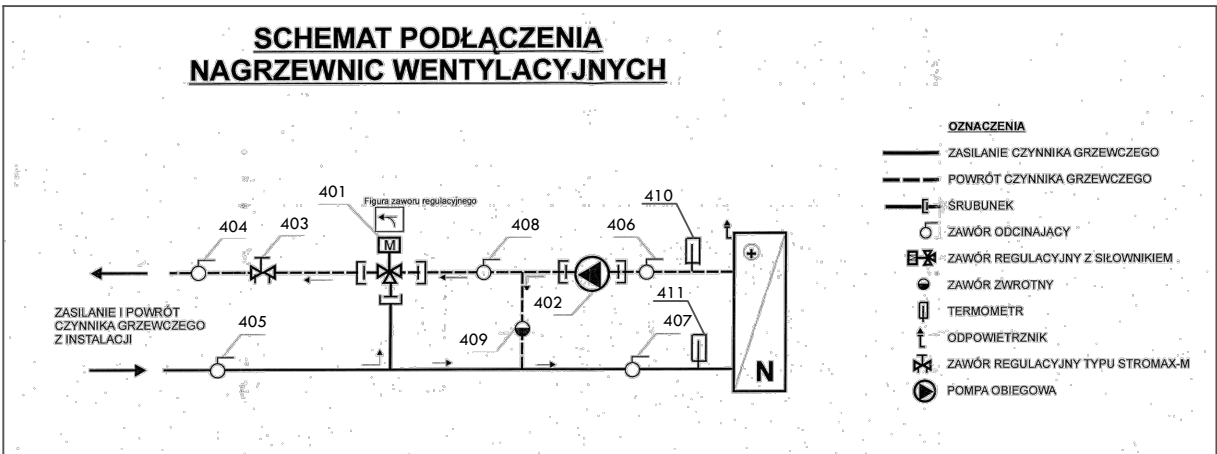 SCHEMAT PODŁĄCZENIA
NAGRZEWNIC WENTYLACYJNYCH
401
Figura zaworu regulacyjnego
404
403
M
408
406
410
402
409
411
407
405
N
ZASILANIE I POWRÓT
CZYNNIKA GRZEWCZEGO
Z INSTALACJI
OZNACZENIA
ZASILANIE CZYNNIKA GRZEWCZEGO
POWRÓT CZYNNIKA GRZEWCZEGO
ŚRUBUNEK
ZAWÓR ODCINAJĄCY
ZAWÓR REGULACYJNY Z SIŁOWNIKIEM
ZAWÓR ZWROTNY
TERMOMETR
ODPOWIETRZNIK
ZAWÓR REGULACYJNY TYPU STROMAX-M
POMPA OBIEGOWA